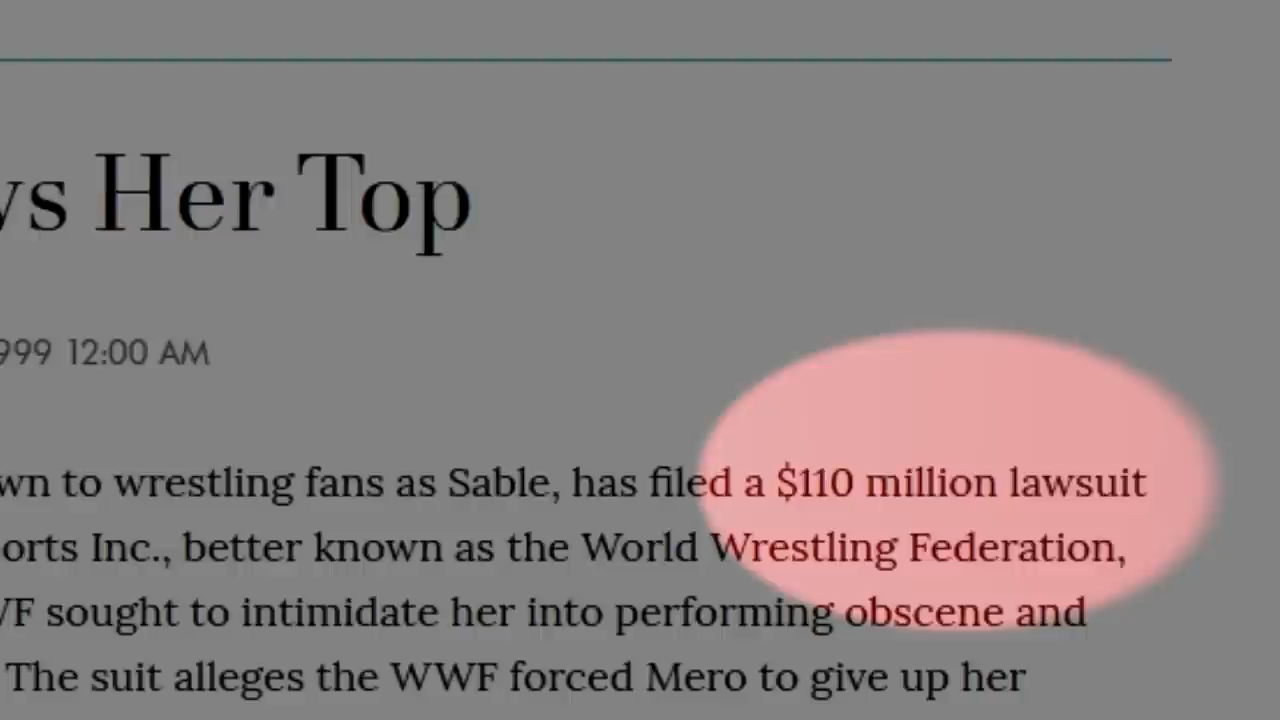 ws Her Top
999 12:00 AM
wn to wrestling fans as Sable, has filed a $110 million lawsuit
orts Inc., better known as the World Wrestling Federation,
WF sought to intimidate her into performing obscene and
The suit alleges the WWF forced Mero to give up her